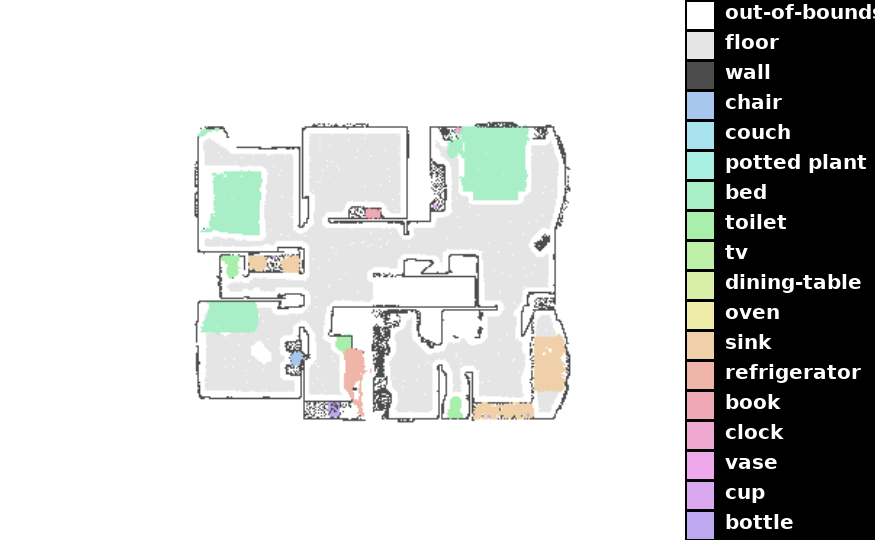 out-of-bounds
floor
wall
chair
couch
potted plant
bed
toilet
tv
dining-table
oven
sink
refrigerator
book
clock
vase
cup
bottle